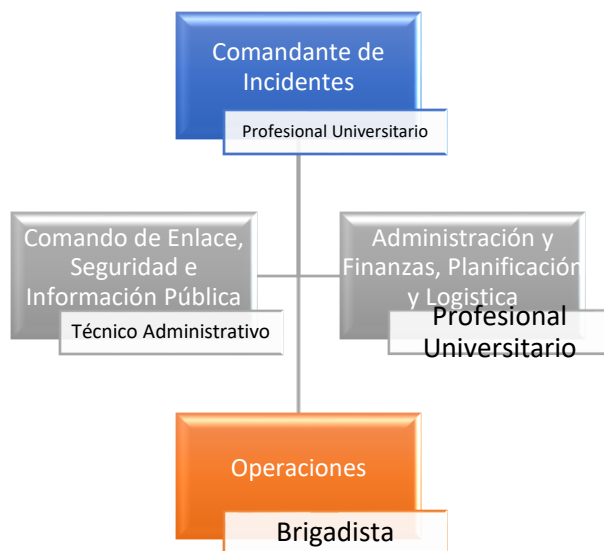 Comandante de
Incidentes
Profesional Universitario
Comando de Enlace,
Seguridad e
Información Pública
Técnico Administrativo
Administración y
Finanzas, Planificación
y Logistica
Profesional
Universitario
Operaciones
Brigadista